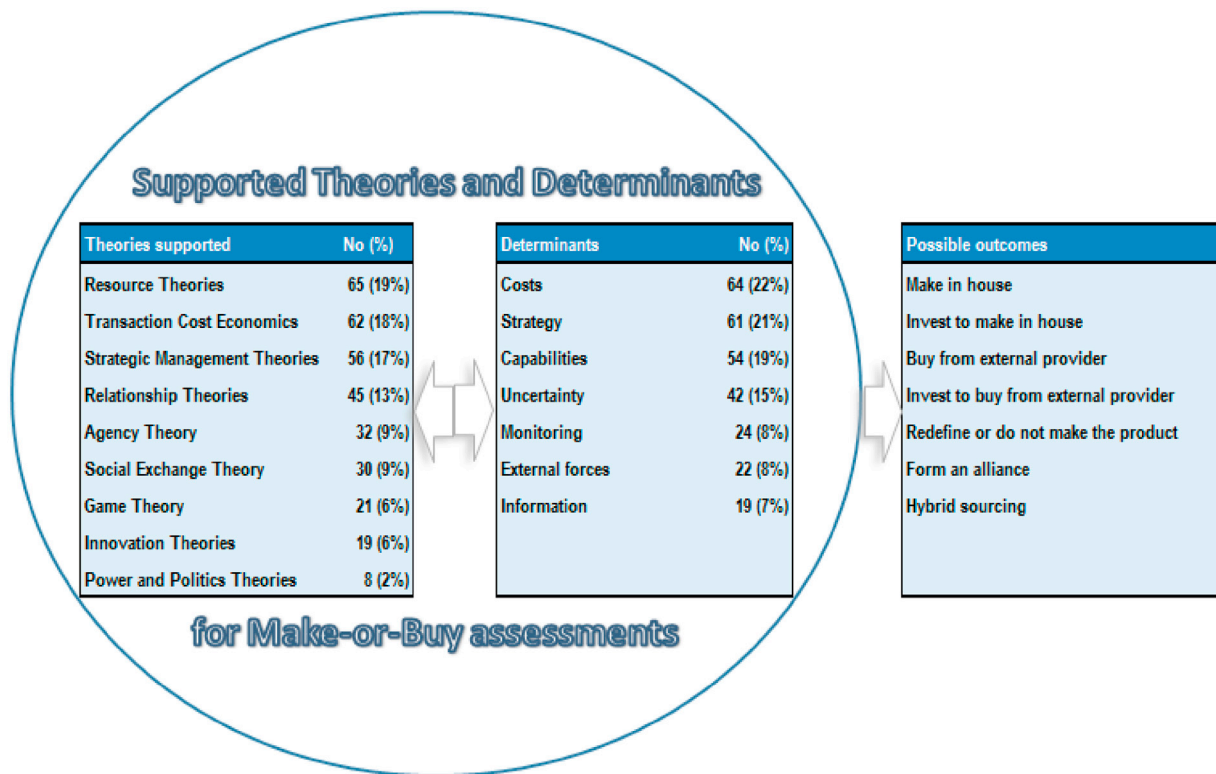 Supported Theories and Determinants
Theories supported No (%)
Resource Theories 65 (19%)
Transaction Cost Economics 62 (18%)
Strategic Management Theories 56 (17%)
Relationship Theories 45 (13%)
Agency Theory 32 (9%)
Social Exchange Theory 30 (9%)
Game Theory 21 (6%)
Innovation Theories 19 (6%)
Power and Politics Theories 8 (2%)
Determinants No (%)
Costs 64 (22%)
Strategy 61 (21%)
Capabilities 54 (19%)
Uncertainty 42 (15%)
Monitoring 24 (8%)
External forces 22 (8%)
Information 19 (7%)
Possible outcomes
Make in house
Invest to make in house
Buy from external provider
Invest to buy from external provider
Redefine or do not make the product
Form an alliance
Hybrid sourcing
for Make-or-Buy assessments